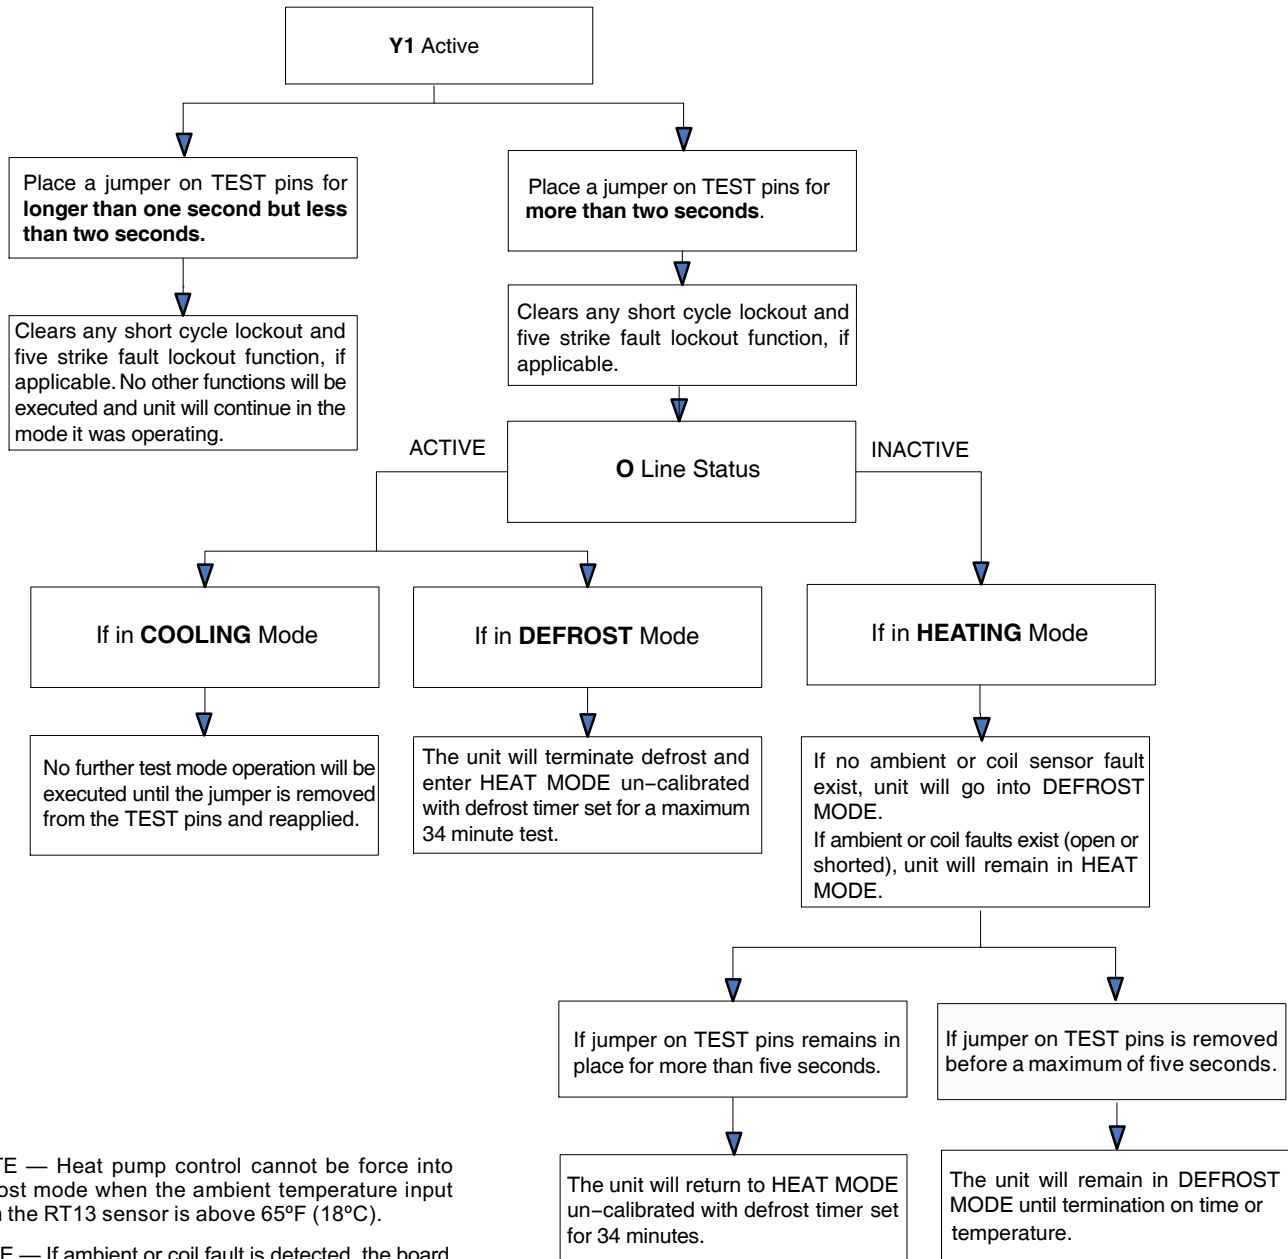 Y1 Active
Place a jumper on TEST pins for
longer than one second but less
than two seconds.
Place a jumper on TEST pins for
more than two seconds.
Clears any short cycle lockout and
five strike fault lockout function, if
applicable. No other functions will be
executed and unit will continue in the
mode it was operating.
Clears any short cycle lockout and
five strike fault lockout function, if
applicable.
ACTIVE
O Line Status
INACTIVE
If in COOLING Mode
If in DEFROST Mode
If in HEATING Mode
No further test mode operation will be
executed until the jumper is removed
from the TEST pins and reapplied.
The unit will terminate defrost and
enter HEAT MODE un−calibrated
with defrost timer set for a maximum
34 minute test.
If no ambient or coil sensor fault
exist, unit will go into DEFROST
MODE.
If ambient or coil faults exist (open or
shorted), unit will remain in HEAT
MODE.
If jumper on TEST pins remains in
place for more than five seconds.
If jumper on TEST pins is removed
before a maximum of five seconds.
The unit will return to HEAT MODE
un−calibrated with defrost timer set
for 34 minutes.
The unit will remain in DEFROST
MODE until termination on time or
temperature.
TE — Heat pump control cannot be force into
ost mode when the ambient temperature input
the RT13 sensor is above 65ºF (18ºC).
E — If ambient or coil fault is detected, the board